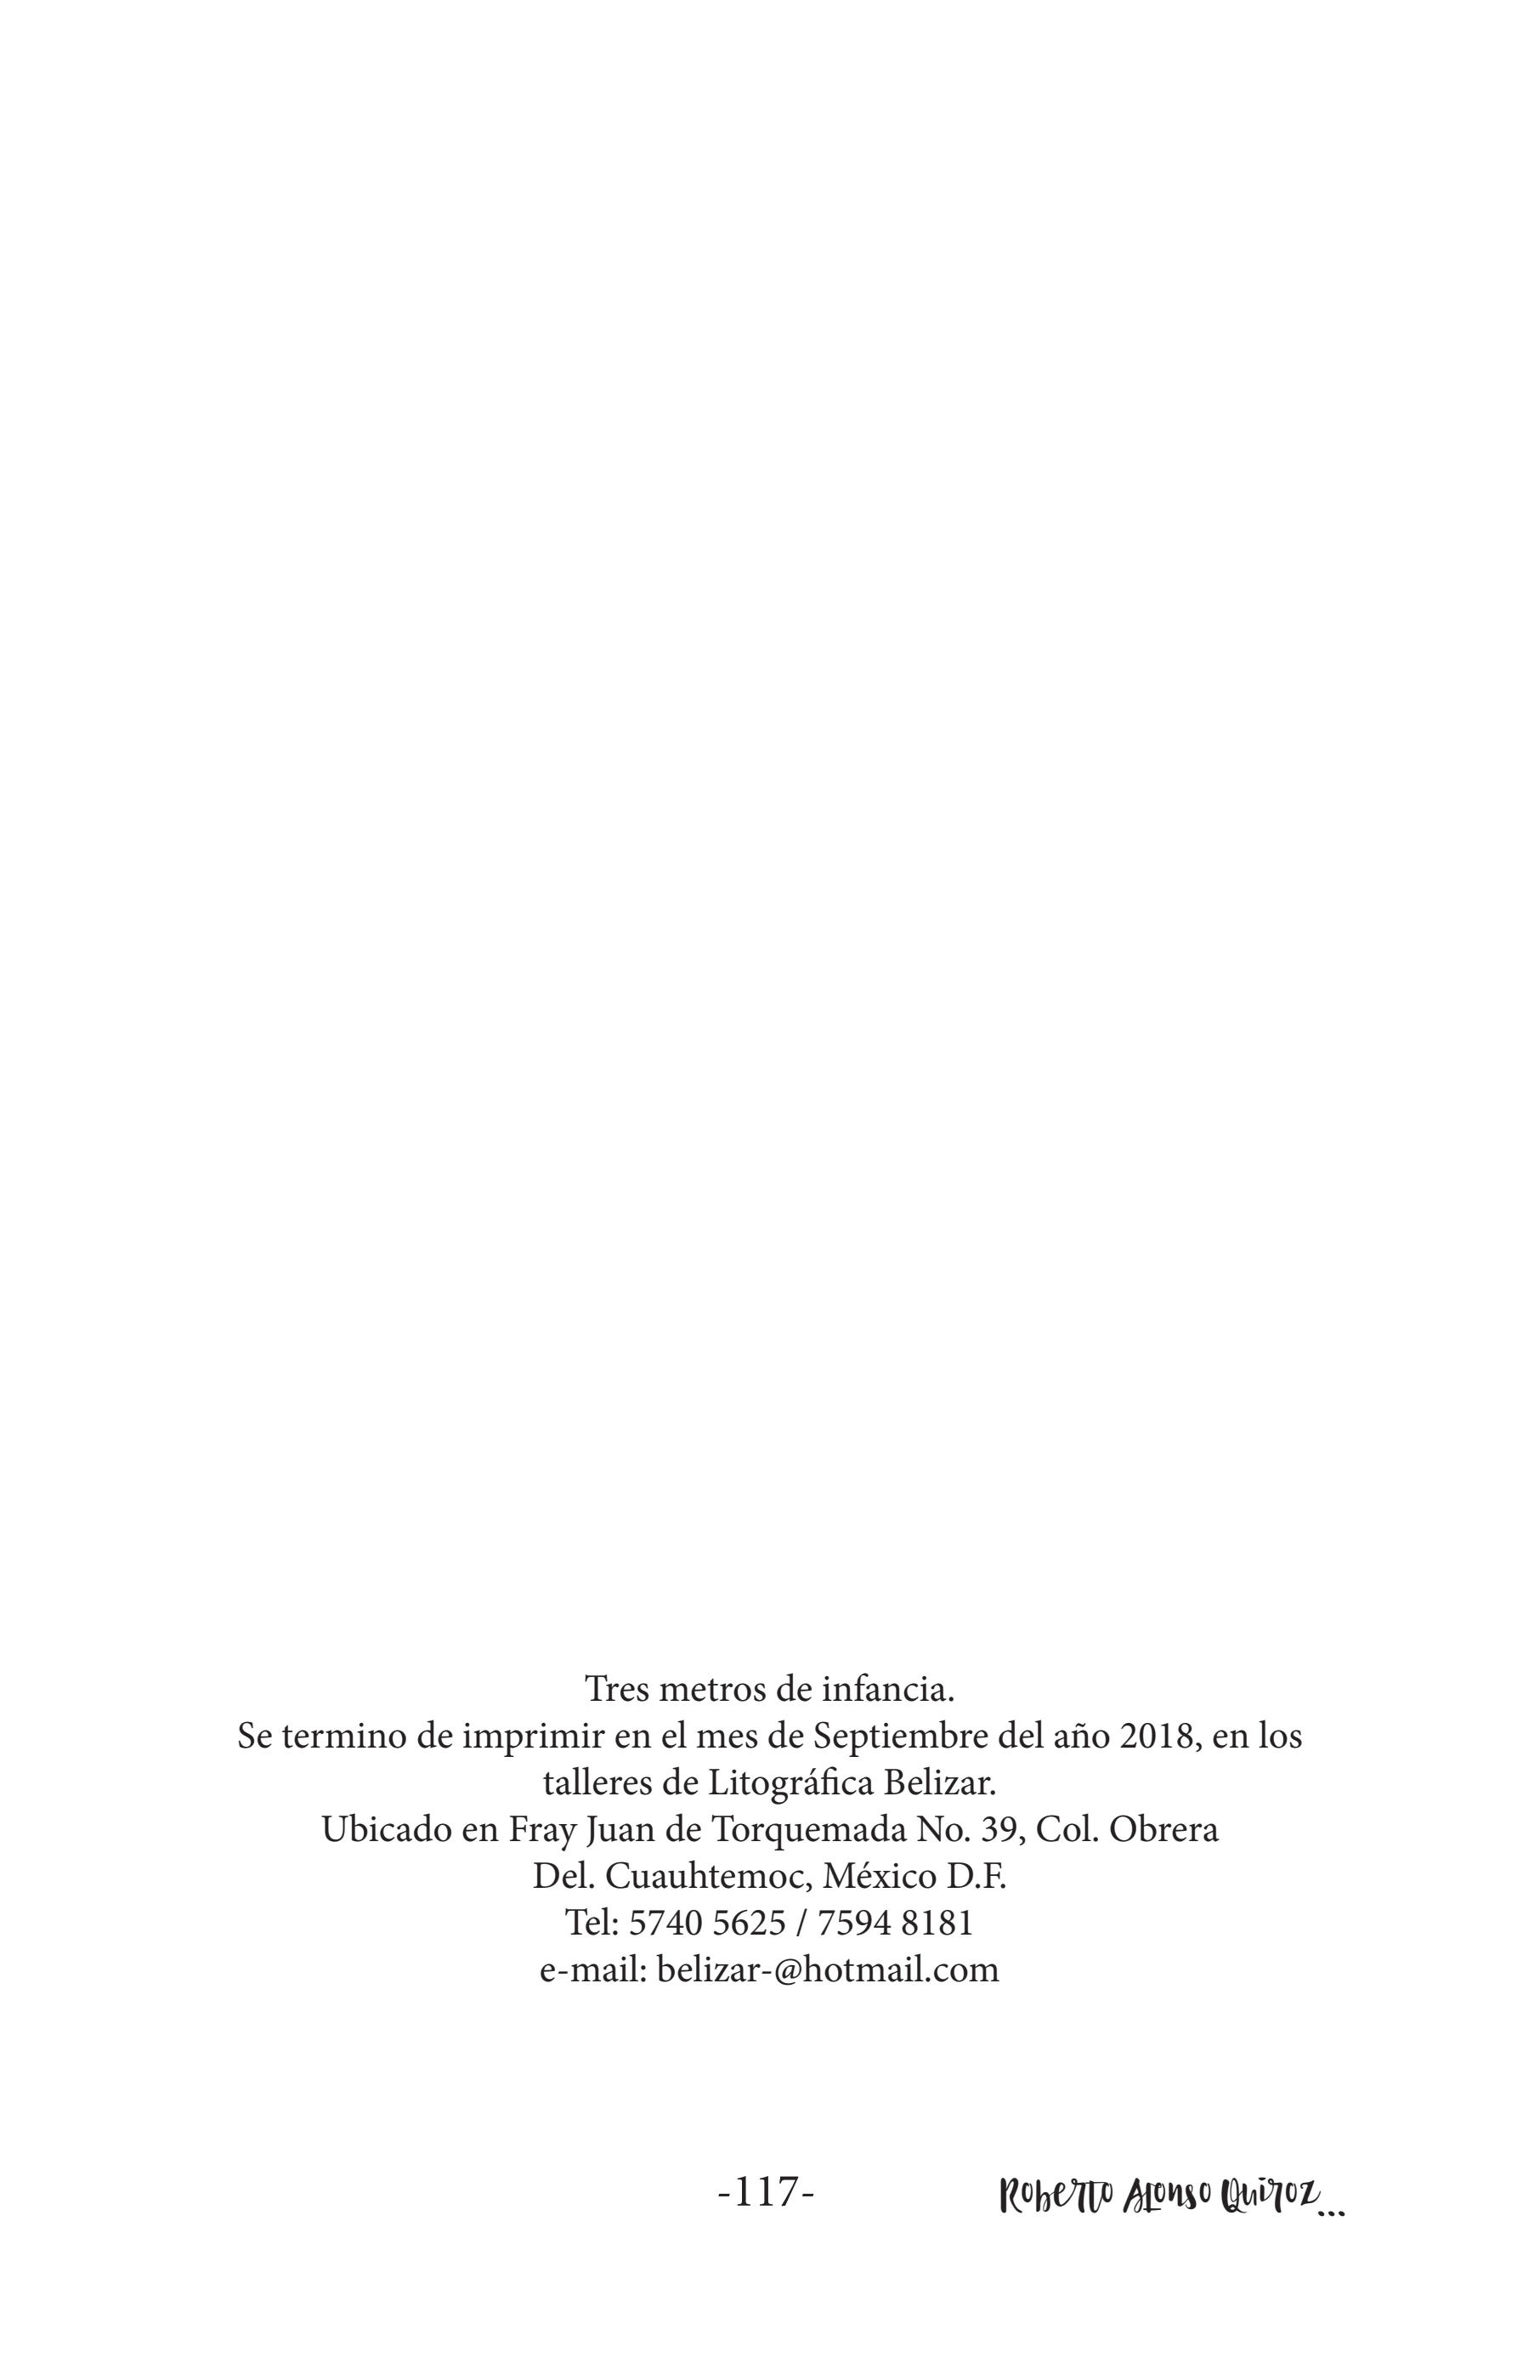 Tres metros de infancia.
Se termino de imprimir en el mes de Septiembre del año 2018, en los
talleres de Litográfica Belizar.
Ubicado en Fray Juan de Torquemada No. 39, Col. Obrera
Del. Cuauhtemoc, México D.F.
Tel: 5740 5625 / 7594 8181
e-mail: belizar-@hotmail.com
-117- Roberto Alonso Quiroz...